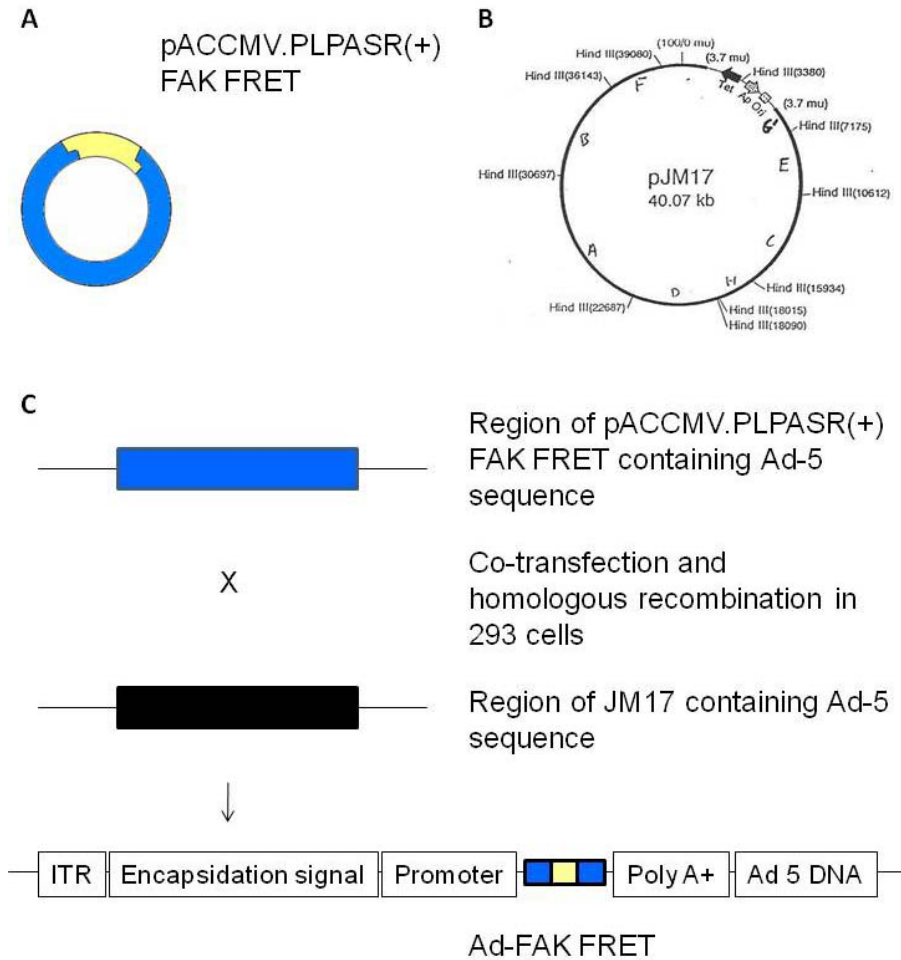 A
pACCMV.PLPASR(+)
FAK FRET
B
(100/0 mu)
Hind III(39080)
(3.7 mu)
Hind III(3380)
Hind III(36143)
F
Tet
Ap
Ori
(3.7 mu)
G
Hind III(7175)
B
E
Hind III(30697)
pJM17
40.07 kb
Hind III(10612)
A
C
D
H
Hind III(15934)
Hind III(22687)
Hind III(18015)
Hind III(18090)
C
Region of pACCMV.PLPASR(+)
FAK FRET containing Ad-5
sequence
X
Co-transfection and
homologous recombination in
293 cells
Region of JM17 containing Ad-5
sequence
ITR Encapsidation signal Promoter Poly A+ Ad 5 DNA
Ad-FAK FRET